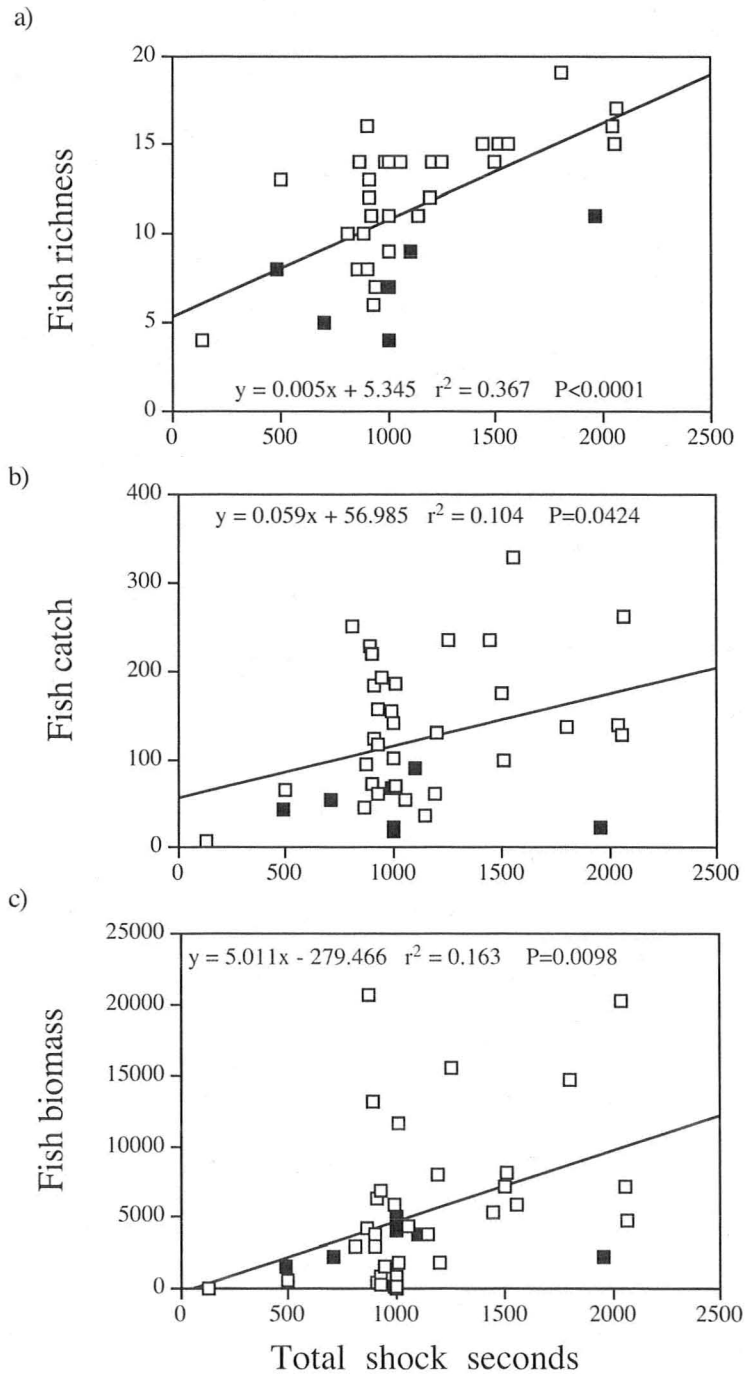 a)
20
15
10
5
0
Fish richness
y = 0.005x + 5.345 r² = 0.367 P<0.0001
0 500 1000 1500 2000 2500
b)
400
300
200
100
0
Fish catch
y = 0.059x + 56.985 r² = 0.104 P=0.0424
0 500 1000 1500 2000 2500
c)
25000
20000
15000
10000
5000
0
Fish biomass
y = 5.011x - 279.466 r² = 0.163 P=0.0098
0 500 1000 1500 2000 2500
Total shock seconds